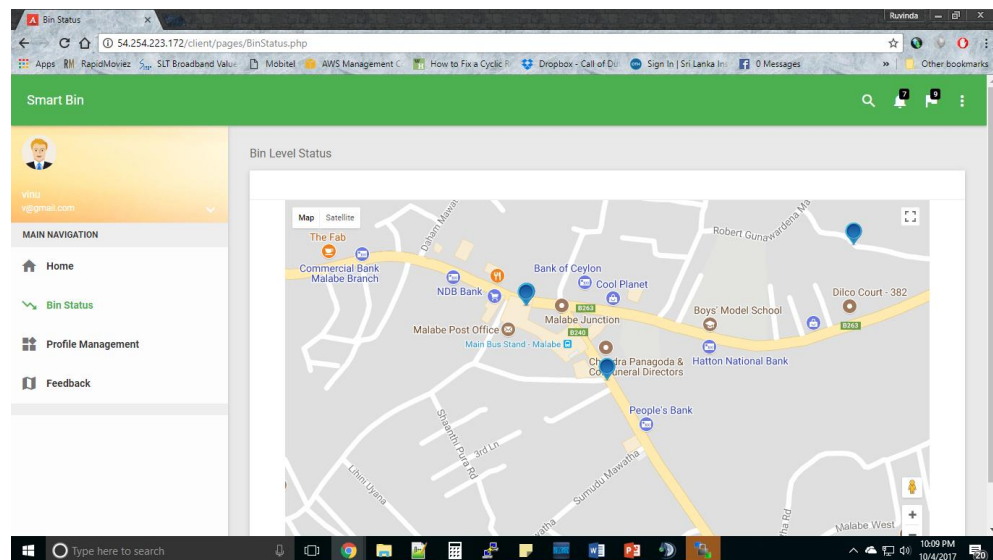 Bin Status
Ruvinda
54.254.223.172/client/pages/BinStatus.php
Apps
RapidMoviez
SLT Broadband Value
Mobitel
AWS Management C
How to Fix a Cyclic R
Dropbox - Call of Du
Sign In | Sri Lanka In
0 Messages
»
Other bookmarks
Smart Bin
7
9
vinu
v@gmail.com
MAIN NAVIGATION
Home
Bin Status
Profile Management
Feedback
Bin Level Status
Map
Satellite
The Fab
Commercial Bank
Malabe Branch
NDB Bank
Bank of Ceylon
Cool Planet
Robert Gunawardena Ma
Dilco Court - 382
B263
Malabe Junction
B240
Boys' Model School
B263
Malabe Post Office
Main Bus Stand - Malabe
Hatton National Bank
Panagoda &
Funeral Directors
People's Bank
Shaanthi Pura Rd
3rd Ln
Lihini Uyana
Sumudu Mawatha
Malabe West
Type here to search
10:09 PM
10/4/2017
20